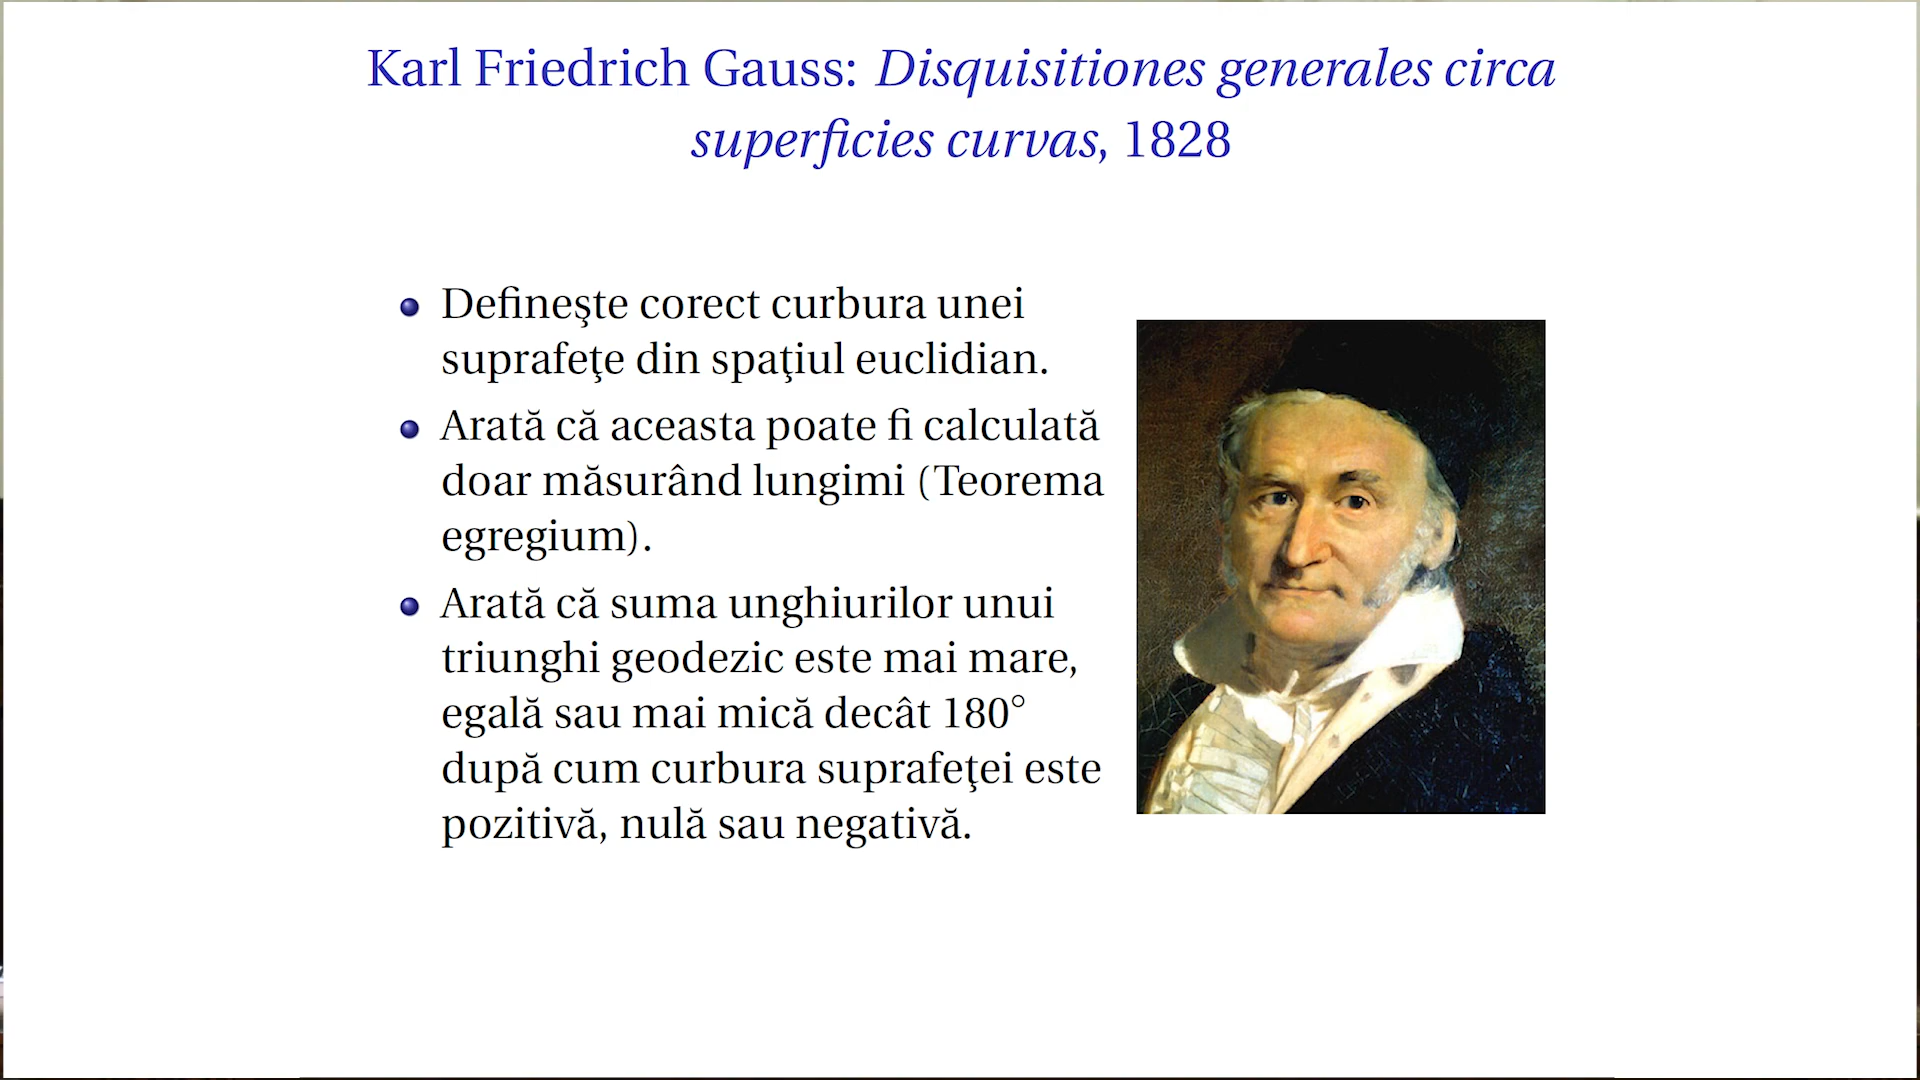 Karl Friedrich Gauss: Disquisitiones generales circa
superficies curvas, 1828
Defineşte corect curbura unei
suprafeţe din spaţiul euclidian.
Arată că aceasta poate fi calculată
doar măsurând lungimi (Teorema
egregium).
Arată că suma unghiurilor unui
triunghi geodezic este mai mare,
egală sau mai mică decât 180°
după cum curbura suprafeţei este
pozitivă, nulă sau negativă.